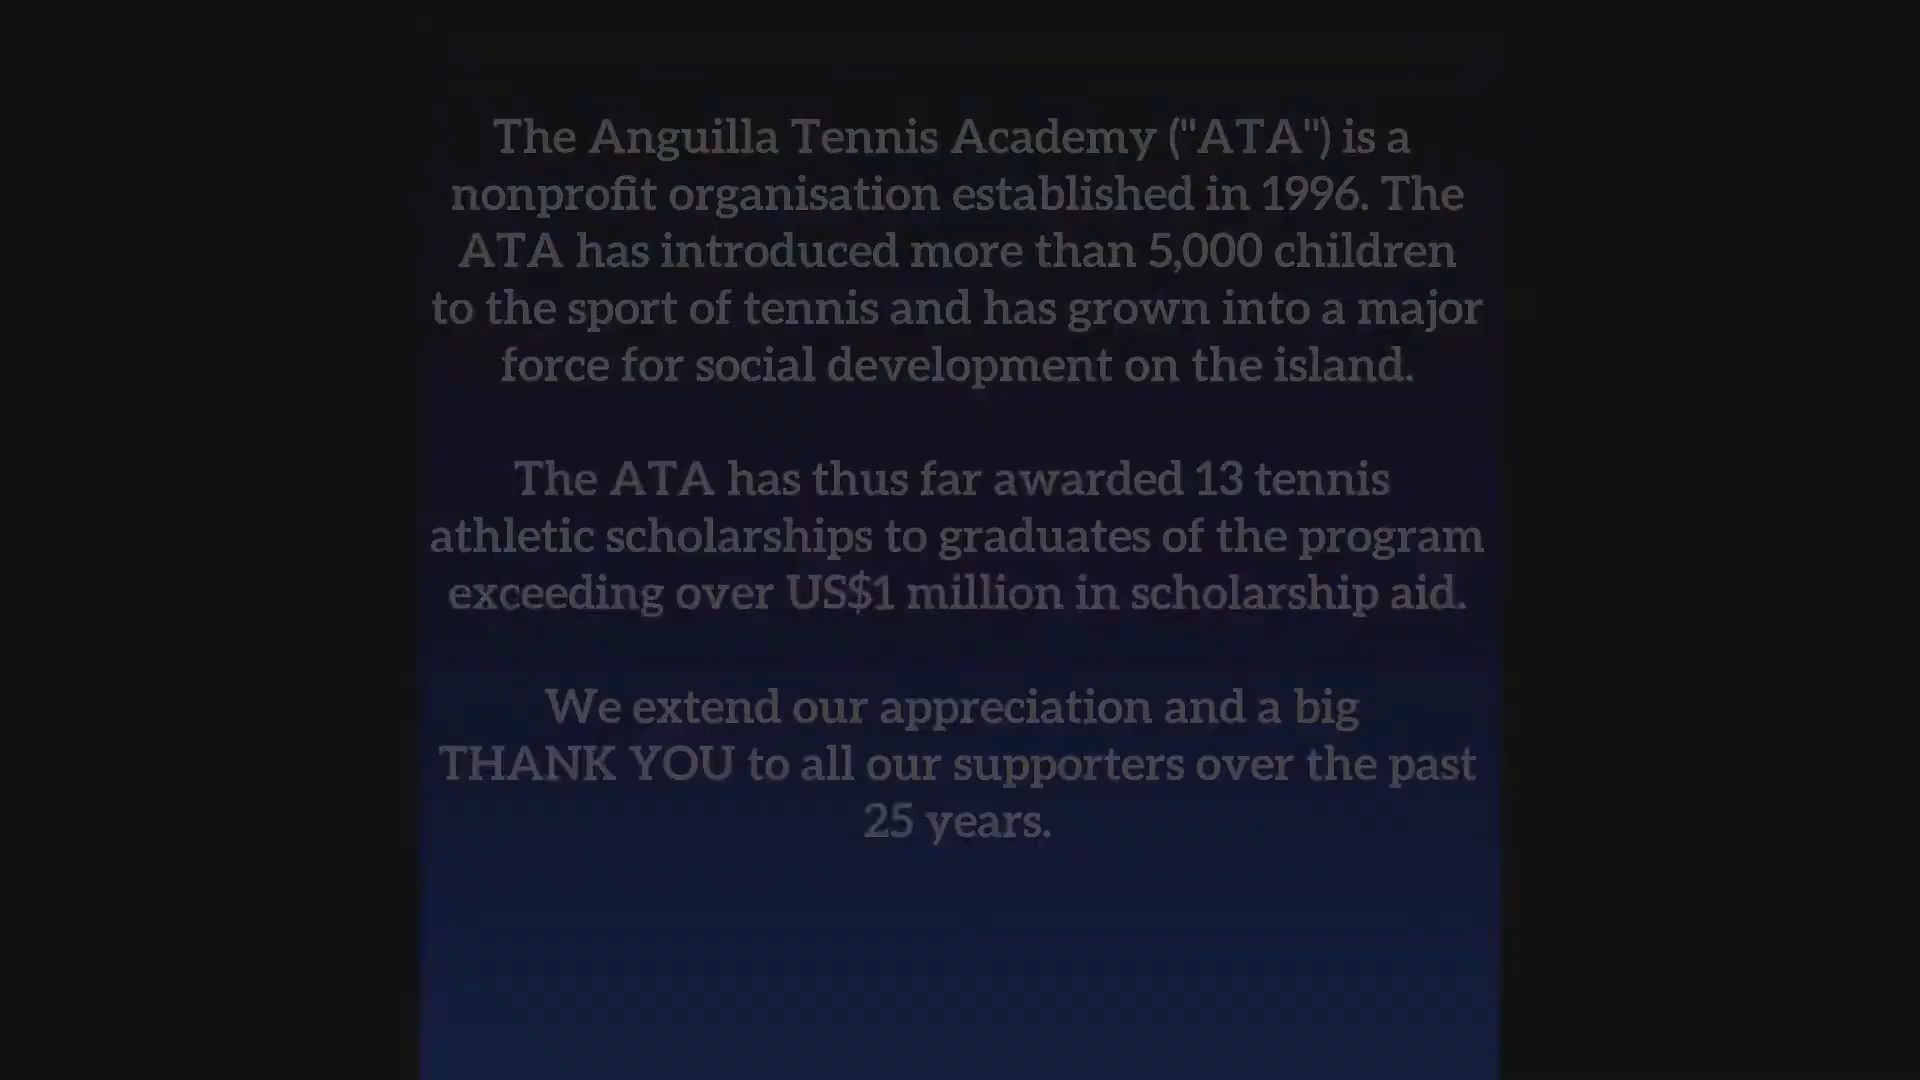 The Anguilla Tennis Academy ("ATA") is a
nonprofit organisation established in 1996. The
ATA has introduced more than 5,000 children
to the sport of tennis and has grown into a major
force for social development on the island.
The ATA has thus far awarded 13 tennis
athletic scholarships to graduates of the program
exceeding over US$1 million in scholarship aid.
We extend our appreciation and a big
THANK YOU to all our supporters over the past
25 years.